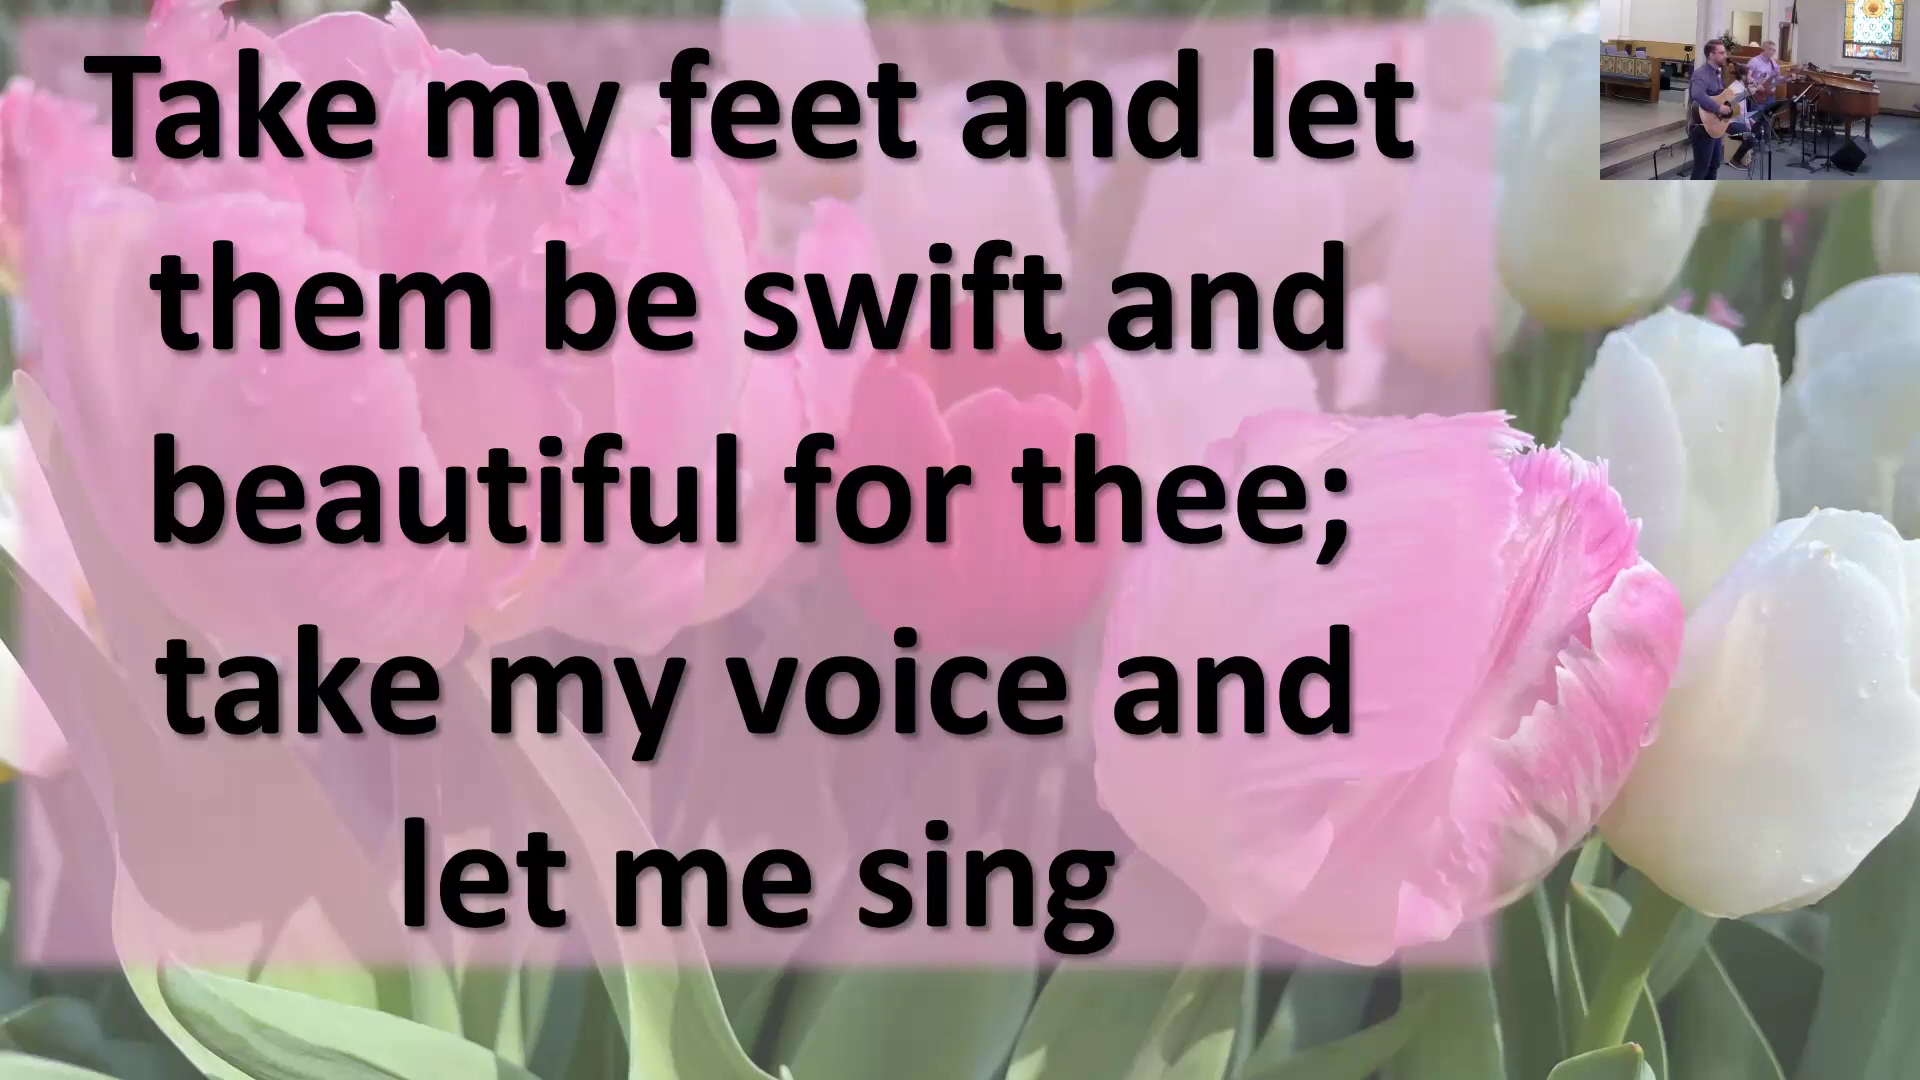 Take my feet and let
them be swift and
beautiful for thee;
take my voice and
let me sing